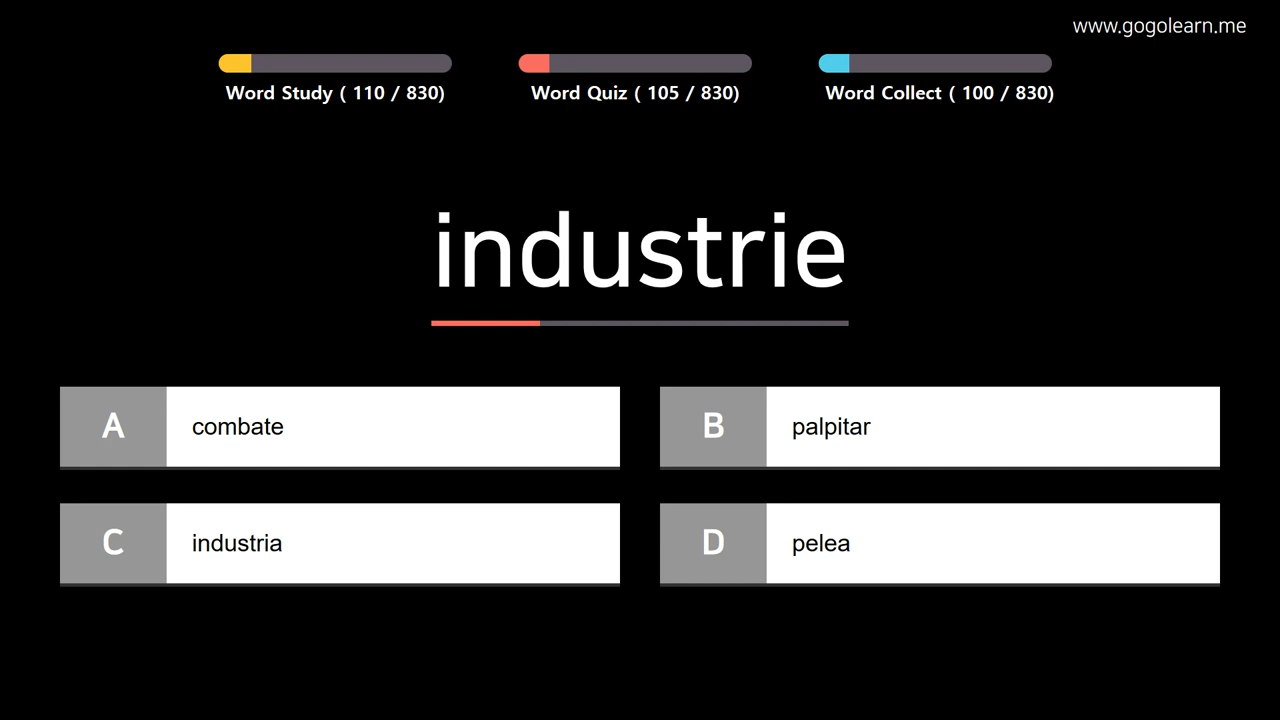 www.gogolearn.me
Word Study ( 110 / 830)
Word Quiz ( 105 / 830)
Word Collect ( 100 / 830)
industrie
A combate
B palpitar
C industria
D pelea